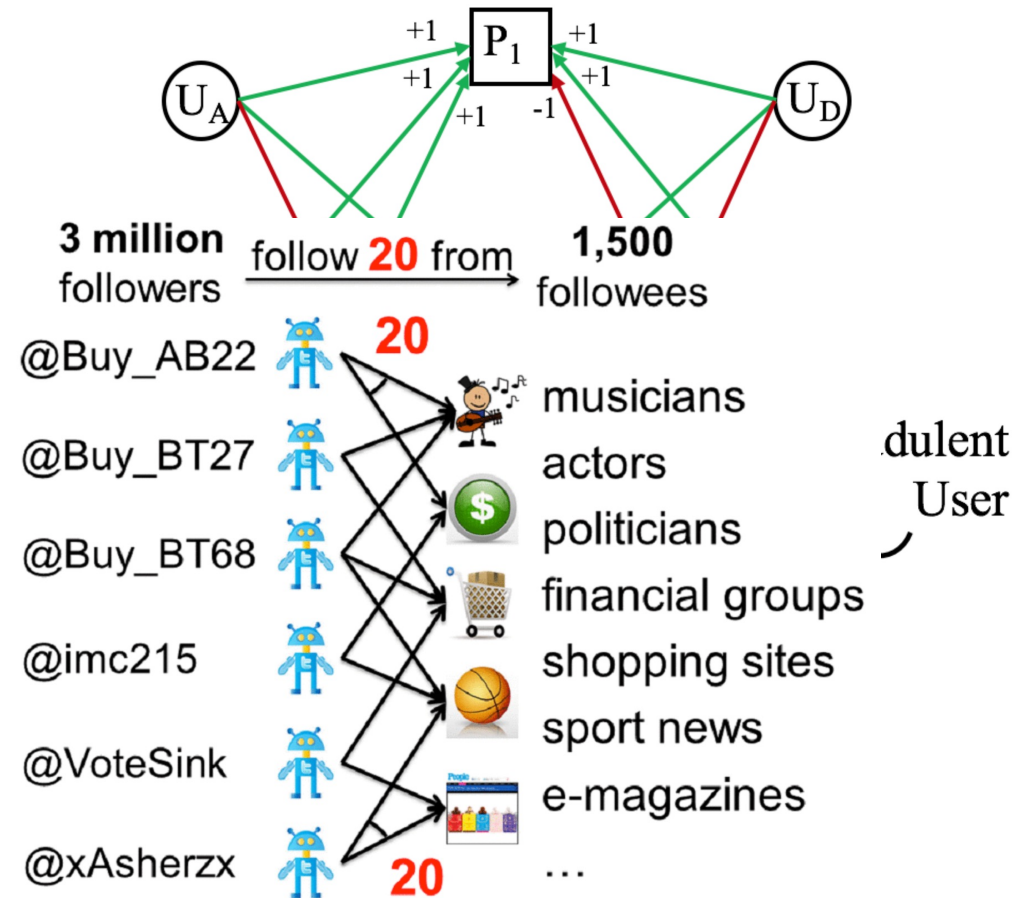 +1 P1 +1
+1 +1
UA +1 -1 UD
3 million follow 20 from 1,500
followers followees
@Buy_AB22 20
musicians
@Buy_BT27 actors
dulent
User
@Buy_BT68 politicians
financial groups
@imc215 shopping sites
sport news
@VoteSink e-magazines
@xAsherzx 20 ...
$